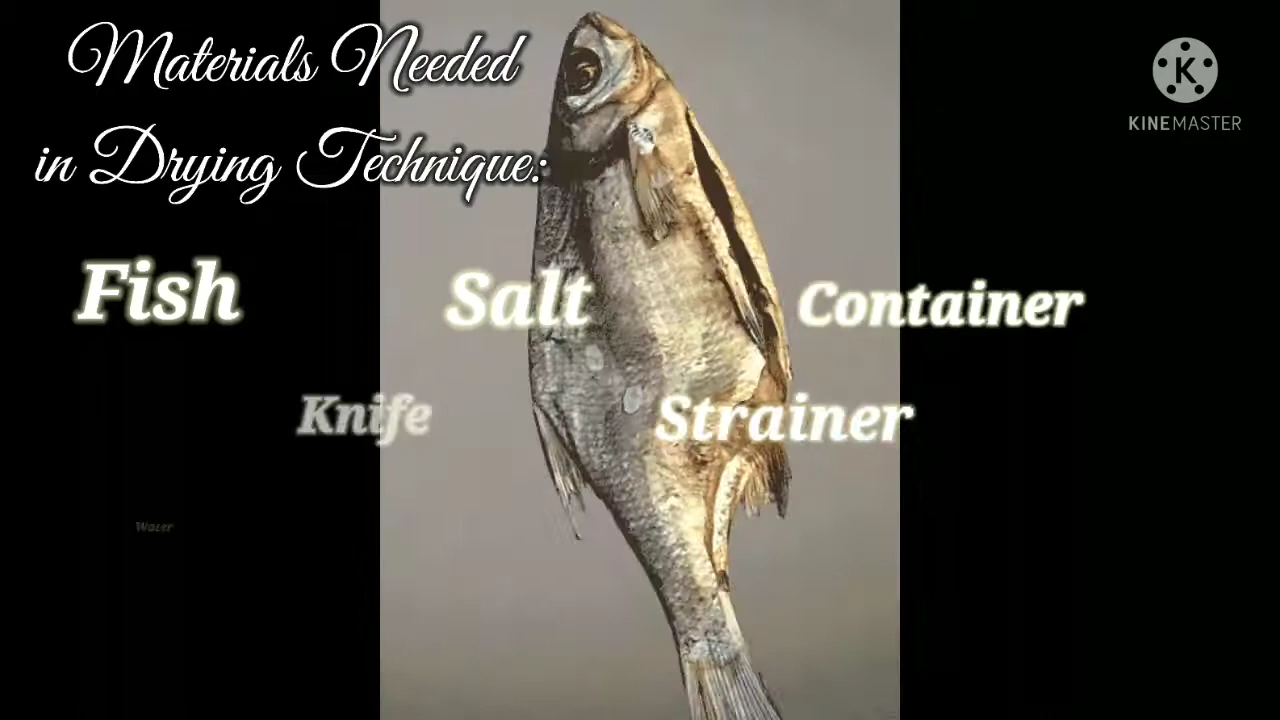 Materials Needed
in Drying Technique:
Fish Salt Container
Knife Strainer
Water
K
KINEMASTER